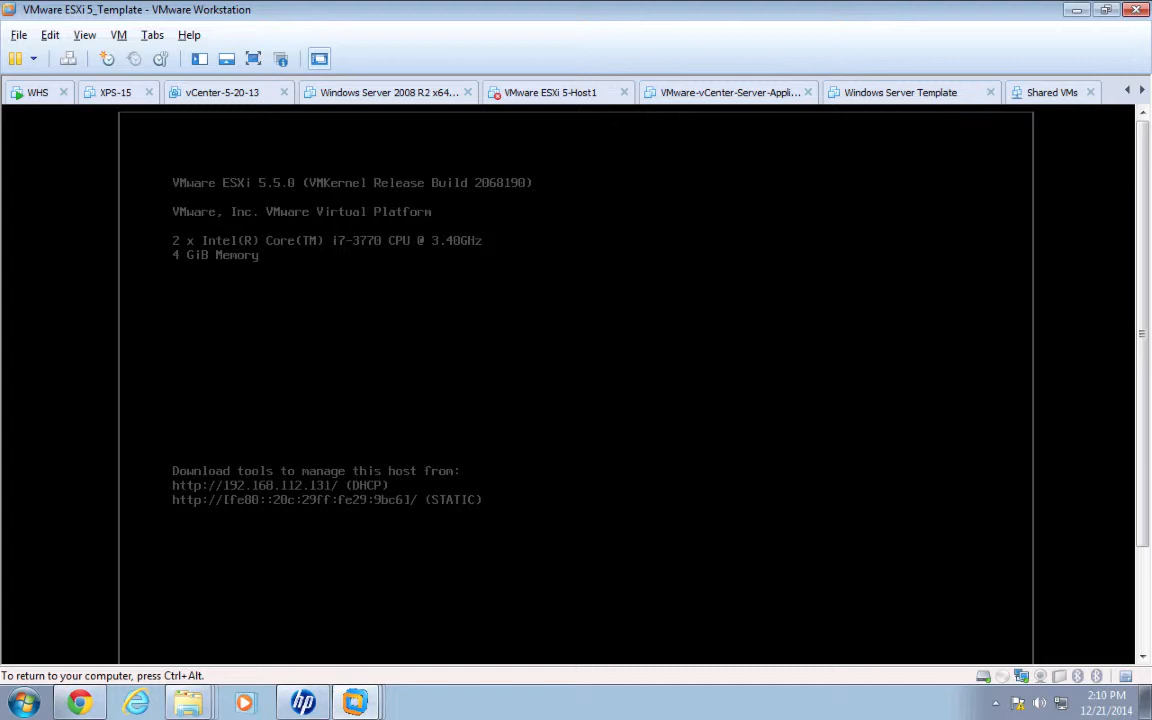 VMware ESXi 5_Template - VMware Workstation
File Edit View VM Tabs Help
WHS XPS-15 vCenter-5-20-13 Windows Server 2008 R2 x64... VMware ESXi 5-Host1 VMware-vCenter-Server-Appli... Windows Server Template Shared VMs
VMware ESXi 5.5.0 (VMKernel Release Build 2068190)
VMware, Inc. VMware Virtual Platform
2 x Intel(R) Core(TM) i7-3770 CPU @ 3.40GHz
4 GiB Memory
Download tools to manage this host from:
http://192.168.112.131/ (DHCP)
http://[fe80::20c:29ff:fe29:9bc6]/ (STATIC)
To return to your computer, press Ctrl+Alt.
hp
2:10 PM
12/21/2014